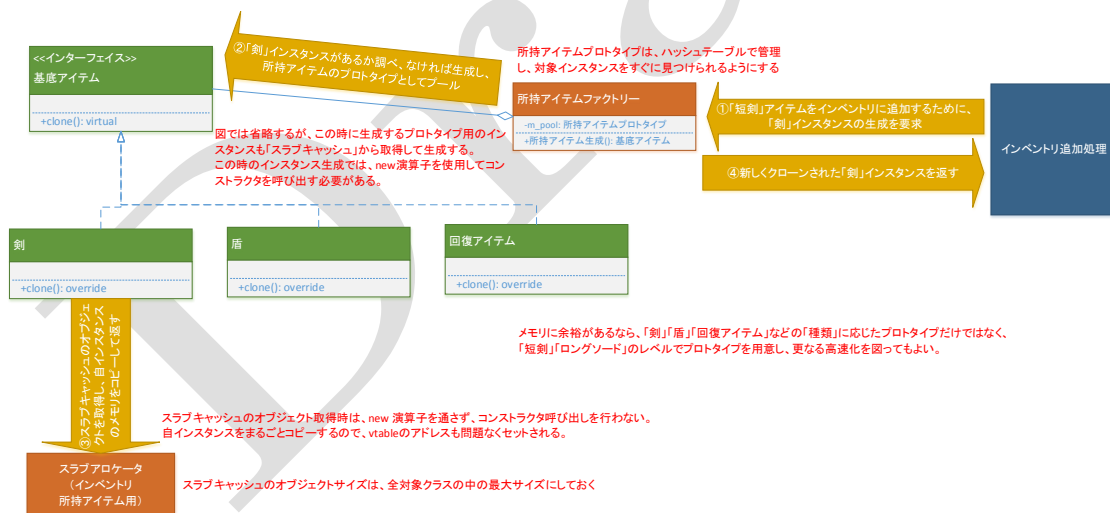 <<インターフェイス>>
基底アイテム
+clone(): virtual
②「剣」インスタンスがあるか調べ、なければ生成し、
所持アイテムのプロトタイプとしてプール
所持アイテムプロトタイプは、ハッシュテーブルで管理
し、対象インスタンスをすぐに見つけられるようにする
所持アイテムファクトリー
-m_pool: 所持アイテムプロトタイプ
+所持アイテム生成(): 基底アイテム
①「短剣」アイテムをインベントリに追加するために、
「剣」インスタンスの生成を要求
④新しくクローンされた「剣」インスタンスを返す
インベントリ追加処理
図では省略するが、この時に生成するプロトタイプ用のイン
スタンスも「スラブキャッシュ」から取得して生成する。
この時のインスタンス生成では、new演算子を使用してコン
ストラクタを呼び出す必要がある。
剣
+clone(): override
盾
+clone(): override
回復アイテム
+clone(): override
③スラブキャッシュのオブジェ
クトを取得し、自インスタンス
のメモリをコピーして返す
メモリに余裕があるなら、「剣」「盾」「回復アイテム」などの「種類」に応じたプロトタイプだけではなく、
「短剣」「ロングソード」のレベルでプロトタイプを用意し、更なる高速化を図ってもよい。
スラブキャッシュのオブジェクト取得時は、new 演算子を通さず、コンストラクタ呼び出しを行わない。
自インスタンスをまるごとコピーするので、vtableのアドレスも問題なくセットされる。
スラブアロケータ
（インベントリ
所持アイテム用）
スラブキャッシュのオブジェクトサイズは、全対象クラスの中の最大サイズにしておく